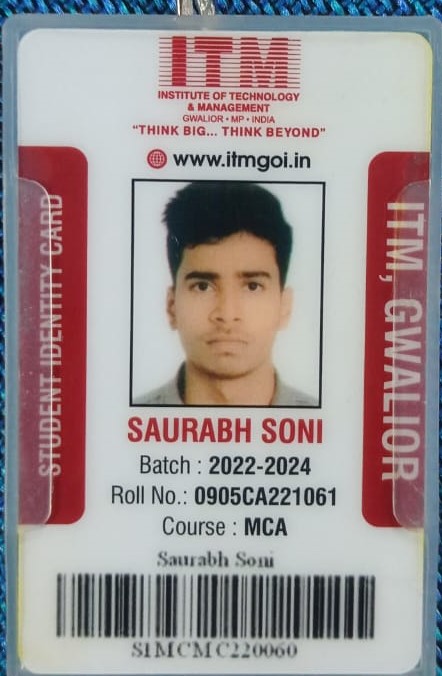 ITM
INSTITUTE OF TECHNOLOGY
& MANAGEMENT
GWALIOR • MP • INDIA
"THINK BIG... THINK BEYOND"
www.itmgoi.in
STUDENT IDENTITY CARD
ITM, GWALIOR
SAURABH SONI
Batch : 2022-2024
Roll No.: 0905CA221061
Course : MCA
Saurabh Soni
SIMCMC220060